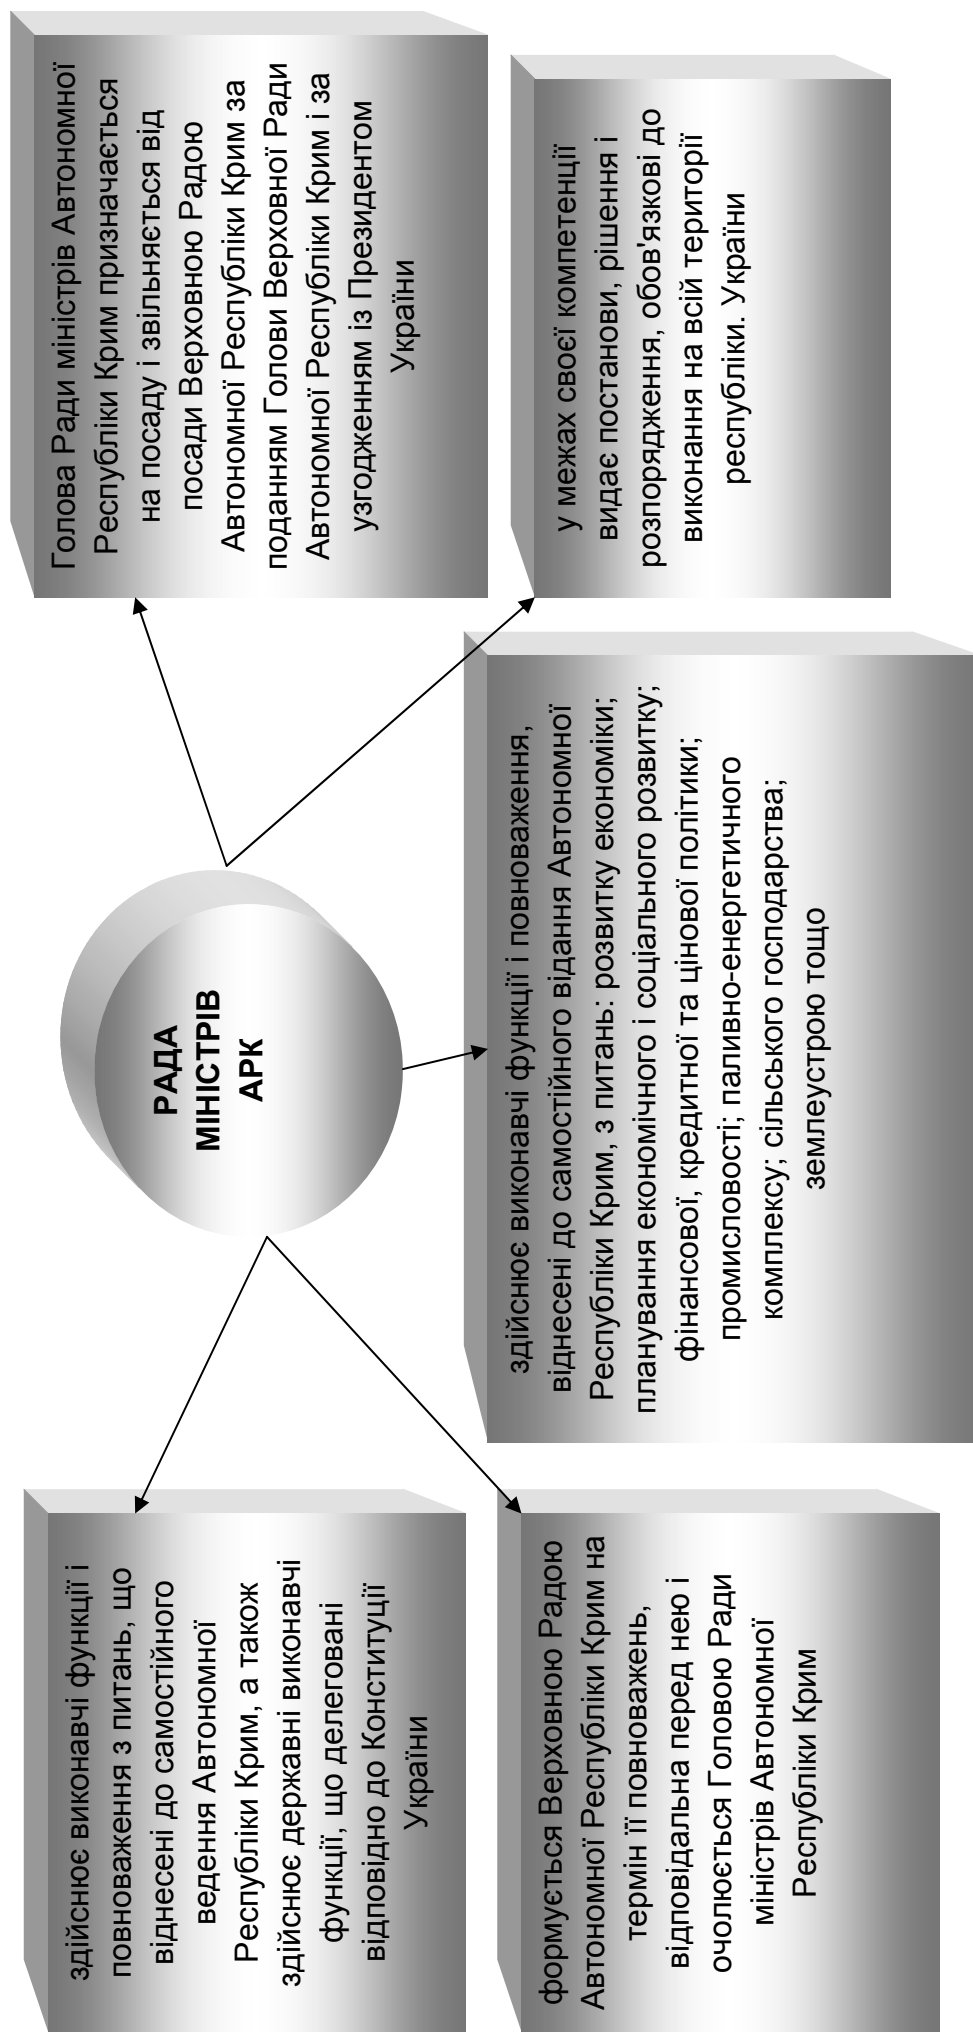 здійснює виконавчі функції і
повноваження з питань, що
віднесені до самостійного
ведення Автономної
Республіки Крим, а також
здійснює державні виконавчі
функції, що делеговані
відповідно до Конституції
України
РАДА
МІНІСТРІВ
АРК
Голова Ради міністрів Автономної
Республіки Крим призначається
на посаду і звільняється від
посади Верховною Радою
Автономної Республіки Крим за
поданням Голови Верховної Ради
Автономної Республіки Крим і за
узгодженням із Президентом
України
формується Верховною Радою
Автономної Республіки Крим на
термін її повноважень,
відповідальна перед нею і
очолюється Головою Ради
міністрів Автономної
Республіки Крим
здійснює виконавчі функції і повноваження,
віднесені до самостійного відання Автономної
Республіки Крим, з питань: розвитку економіки;
планування економічного і соціального розвитку;
фінансової, кредитної та цінової політики;
промисловості; паливно-енергетичного
комплексу; сільського господарства;
землеустрою тощо
у межах своєї компетенції
видає постанови, рішення і
розпорядження, обов'язкові до
виконання на всій території
республіки. України